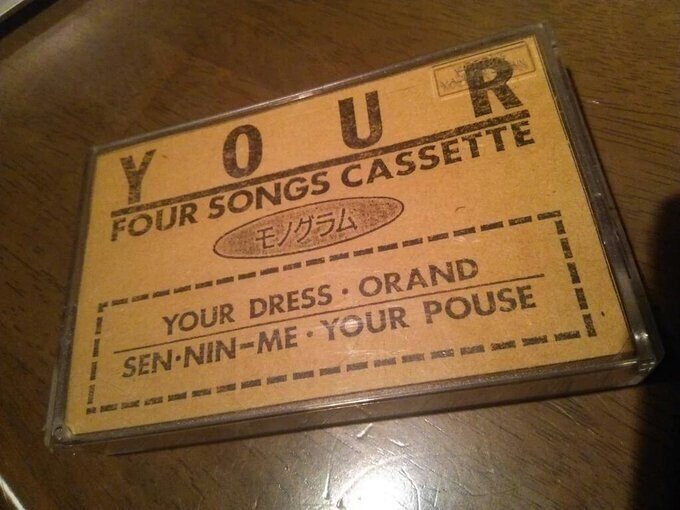 YOUR
FOUR SONGS CASSETTE
モノグラム
YOUR DRESS・ORAND
SEN・NIN-ME・YOUR POUSE